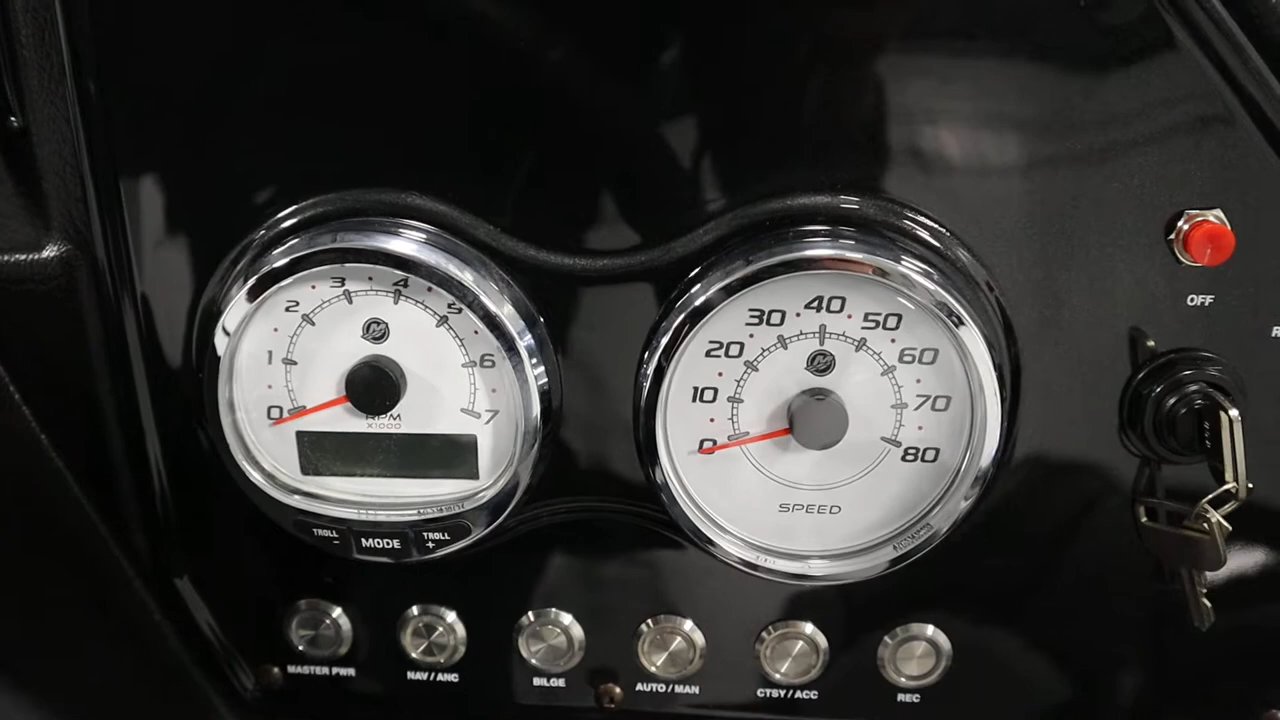 0 1 2 3 4 5 6 7
RPM
X1000
TROLL -
MODE
TROLL +
0 10 20 30 40 50 60 70 80
SPEED
OFF
MASTER PWR
NAV / ANC
BILGE
AUTO / MAN
CTSY / ACC
REC